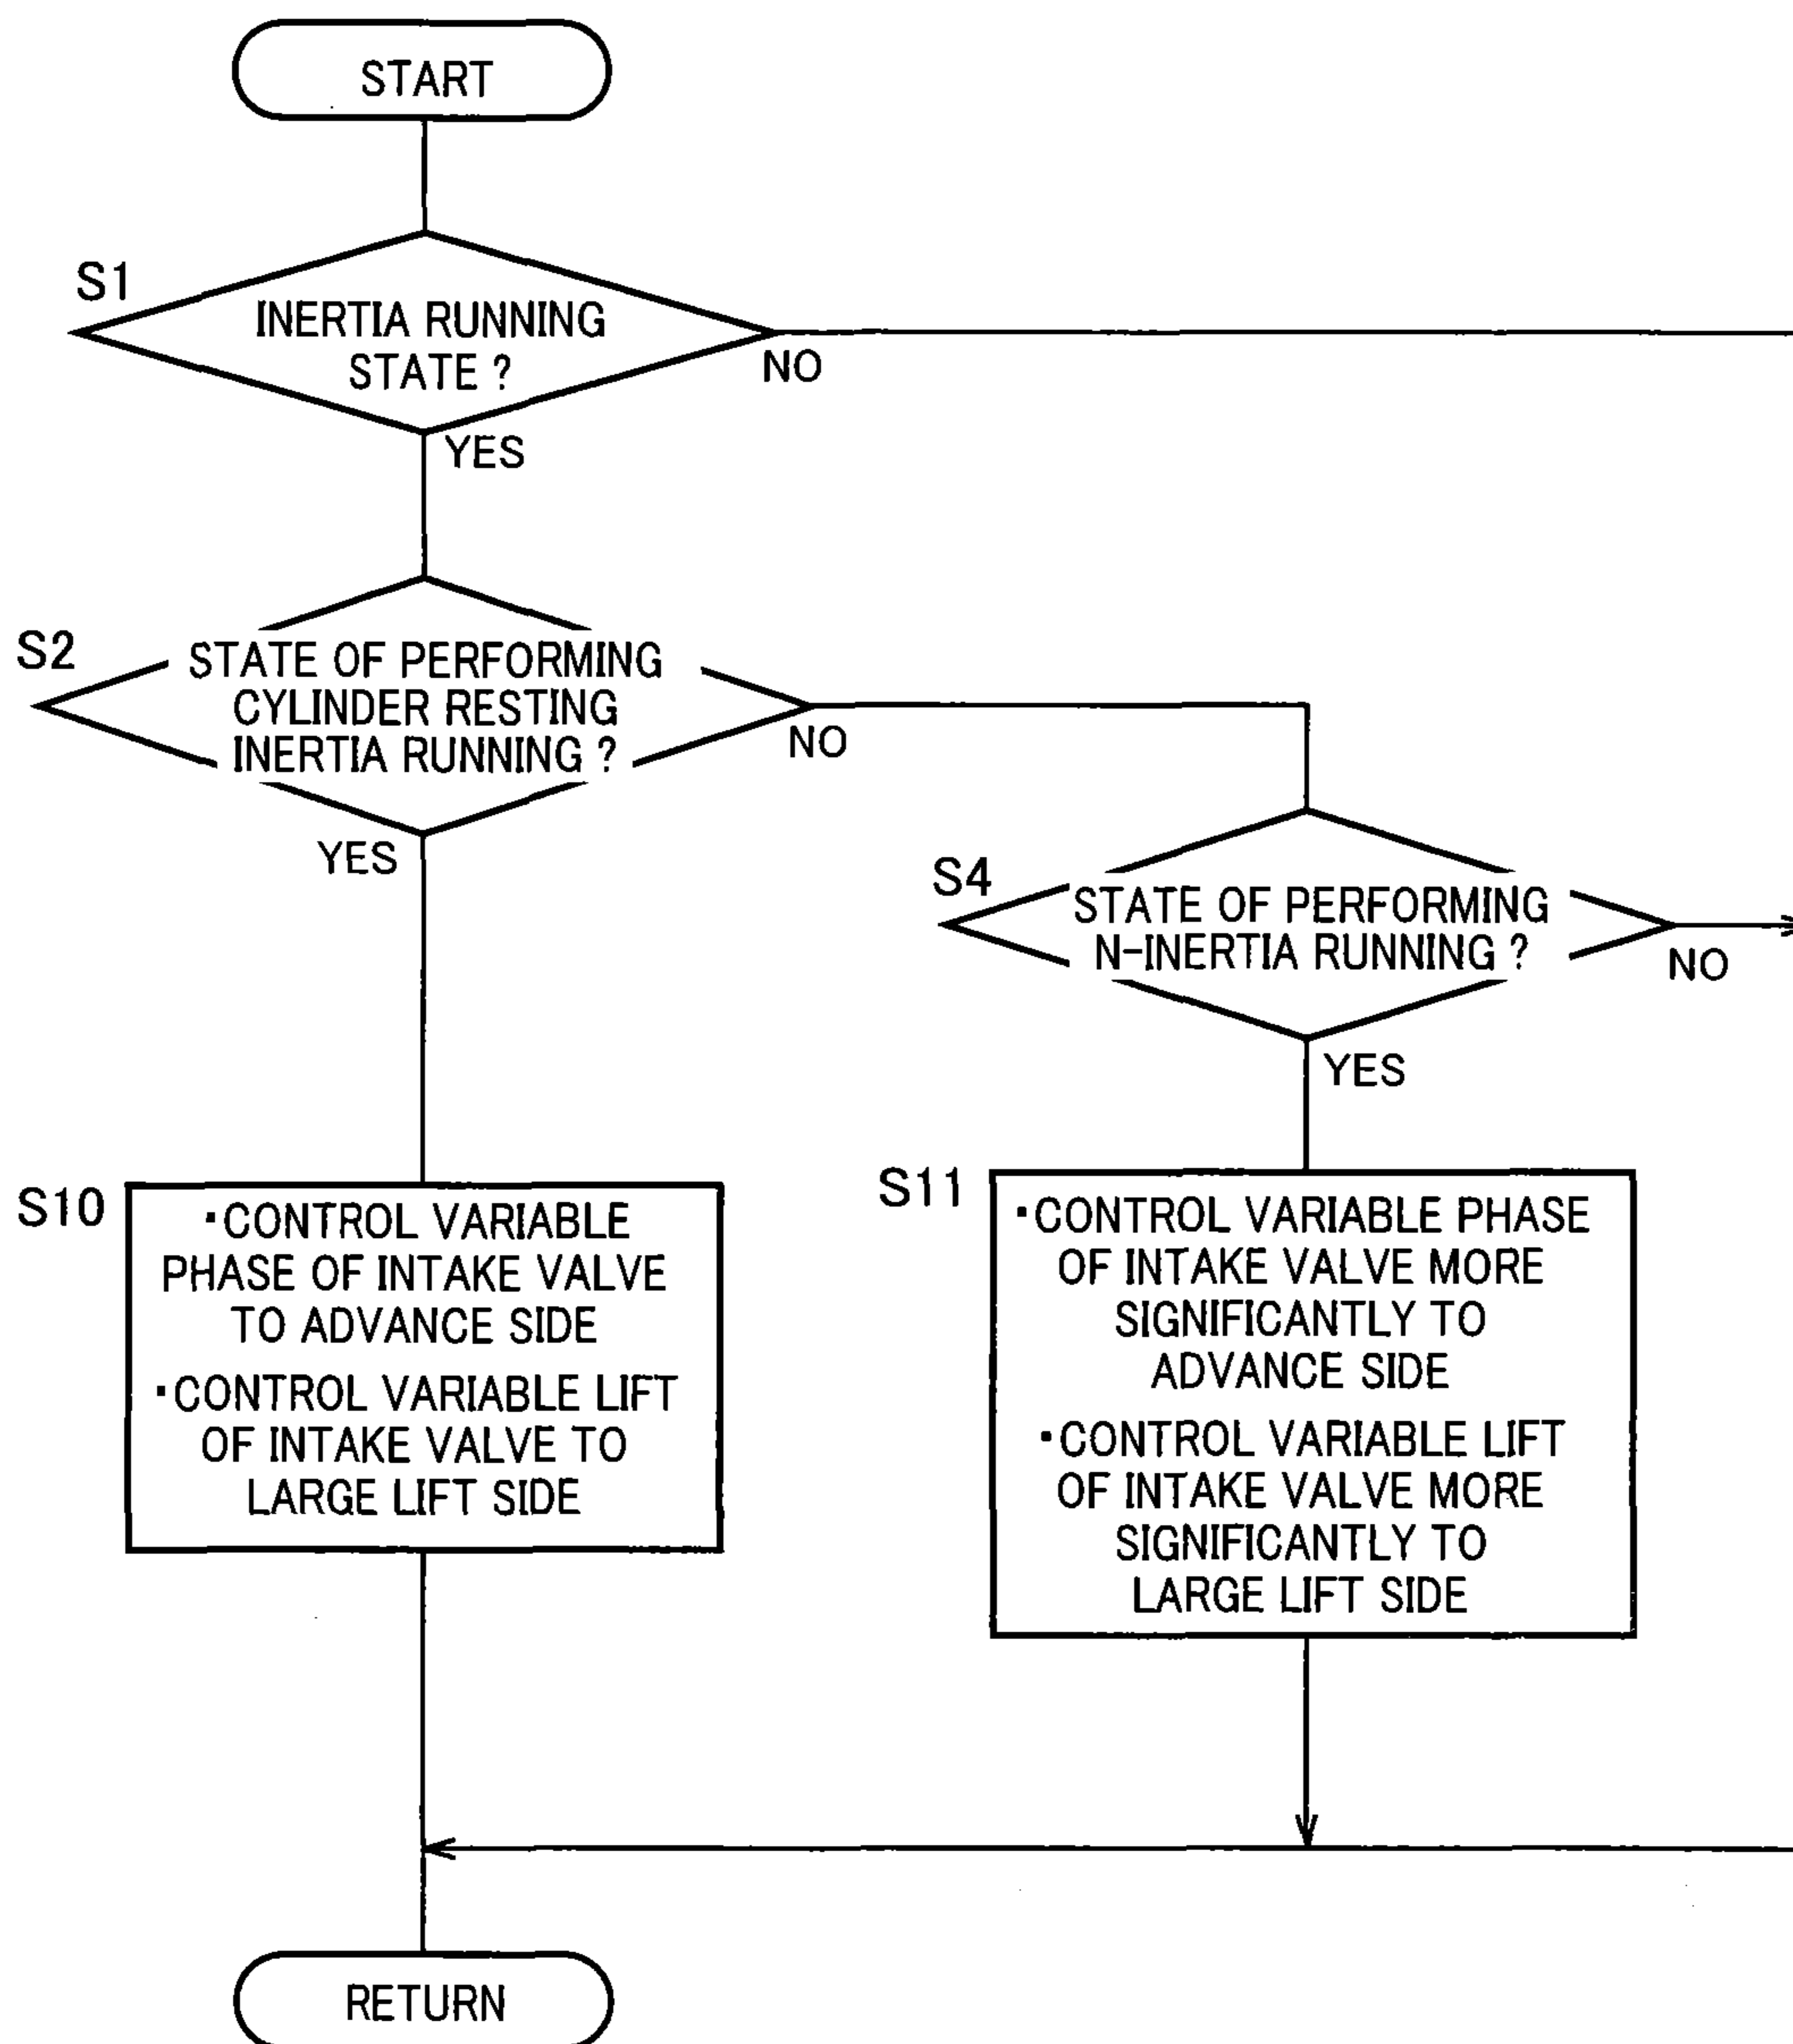 START
S1
INERTIA RUNNING
STATE ?
NO
YES
S2
STATE OF PERFORMING
CYLINDER RESTING
INERTIA RUNNING ?
NO
YES
S4
STATE OF PERFORMING
N-INERTIA RUNNING ?
NO
YES
S10
・CONTROL VARIABLE
PHASE OF INTAKE VALVE
TO ADVANCE SIDE
・CONTROL VARIABLE LIFT
OF INTAKE VALVE TO
LARGE LIFT SIDE
S11
・CONTROL VARIABLE PHASE
OF INTAKE VALVE MORE
SIGNIFICANTLY TO
ADVANCE SIDE
・CONTROL VARIABLE LIFT
OF INTAKE VALVE MORE
SIGNIFICANTLY TO
LARGE LIFT SIDE
RETURN